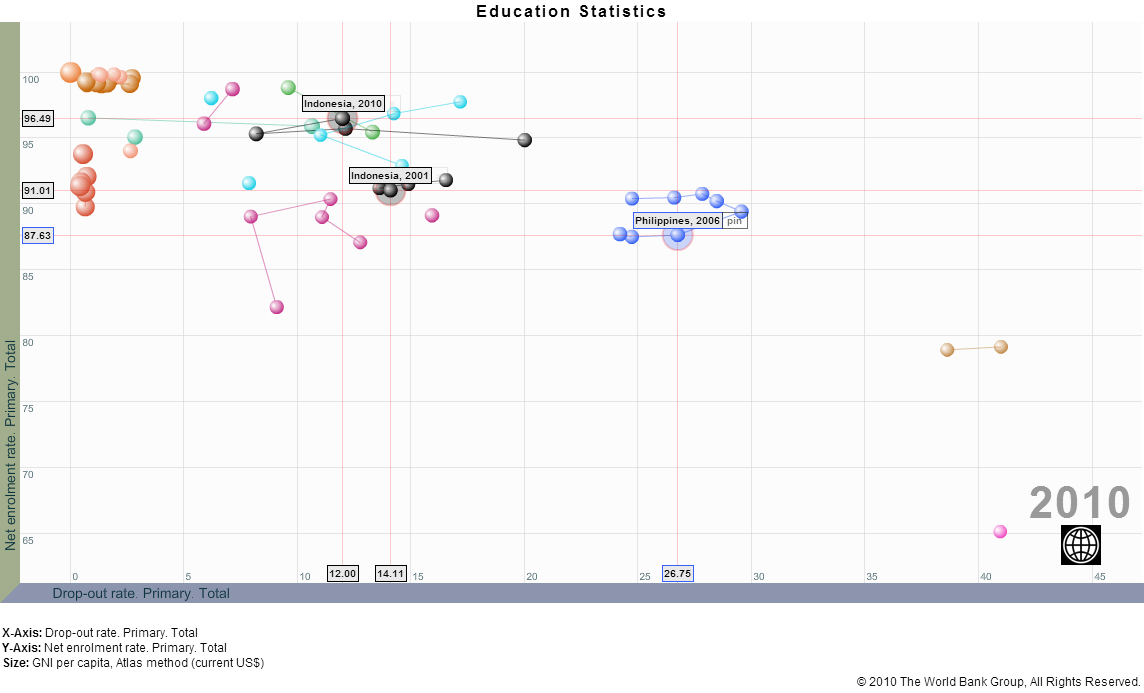 Education Statistics
100
Indonesia, 2010
96.49
95
Indonesia, 2001
91.01
90
Philippines, 2006 pin
87.63
85
80
75
70
2010
65
Net enrolment rate. Primary. Total
0 5 10 12.00 14.11 15 20 25 26.75 30 35 40 45
Drop-out rate. Primary. Total
X-Axis: Drop-out rate. Primary. Total
Y-Axis: Net enrolment rate. Primary. Total
Size: GNI per capita, Atlas method (current US$)
© 2010 The World Bank Group, All Rights Reserved.